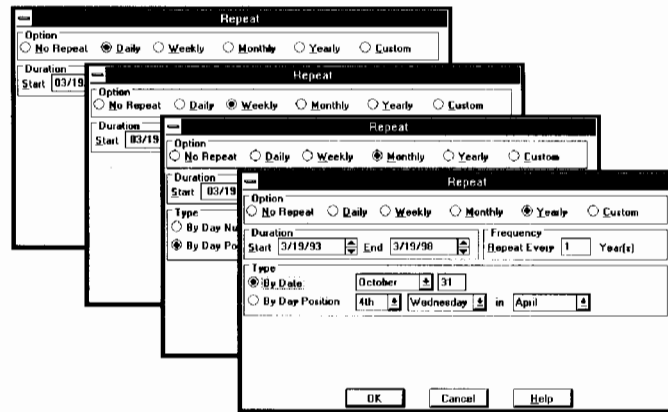 Repeat
Option
No Repeat Daily Weekly Monthly Yearly Custom
Duration
Start 03/19
Repeat
Option
No Repeat Daily Weekly Monthly Yearly Custom
Duration
Start 03/19
Repeat
Option
No Repeat Daily Weekly Monthly Yearly Custom
Duration
Start 03/19
Type
By Day Nu
By Day Po
Repeat
Option
No Repeat Daily Weekly Monthly Yearly Custom
Duration Frequency
Start 3/19/93 End 3/19/98 Repeat Every 1 Year(s)
Type
By Date October 31
By Day Position 4th Wednesday in April
OK Cancel Help